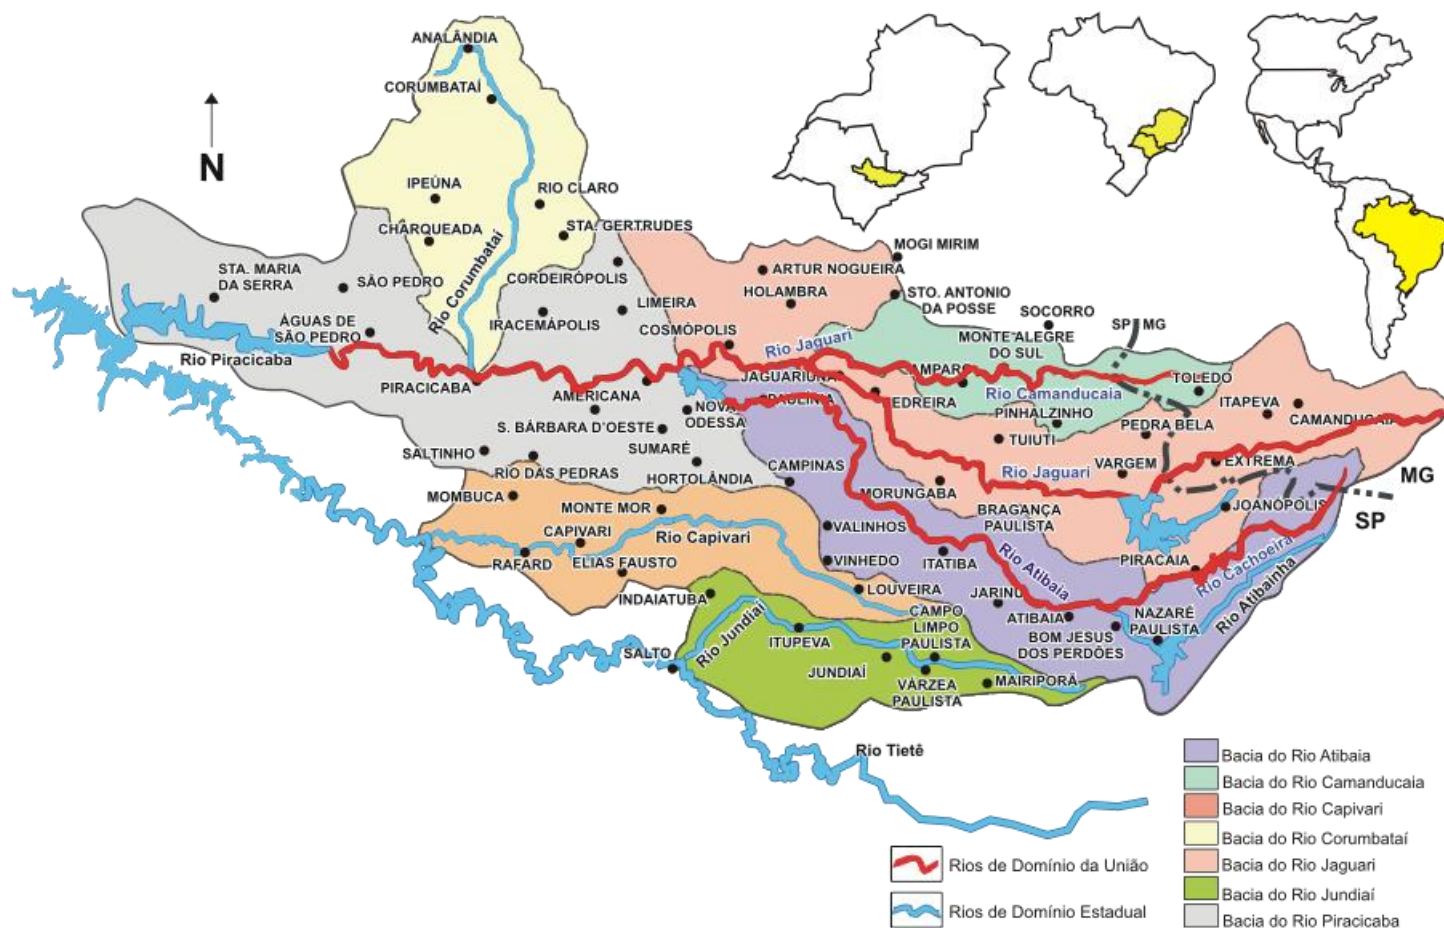 ANALÂNDIA
CORUMBATAÍ
N
IPEÚNA
RIO CLARO
CHARQUEADA
STA. GERTRUDES
MOGI MIRIM
Rio Corumbataí
CORDEIRÓPOLIS
ARTUR NOGUEIRA
STA. MARIA
DA SERRA
SÃO PEDRO
HOLAMBRA
STO. ANTONIO
DA POSSE
LIMEIRA
IRACEMÁPOLIS
SOCORRO
SP
MG
ÁGUAS DE
SÃO PEDRO
COSMÓPOLIS
Rio Jaguari
MONTE ALEGRE
DO SUL
Rio Piracicaba
PIRACICABA
AMERICANA
JAGUARIUNA
AMPARO
TOLEDO
Rio Camanducaia
PAULÍNIA
PEDREIRA
NOVA
ODESSA
PINHALZINHO
ITAPEVA
CAMANDUCAIA
S. BÁRBARA D'OESTE
PEDRA BELA
TUIUTI
SALTINHO
SUMARÉ
RIO DAS PEDRAS
HORTOLÂNDIA
CAMPINAS
Rio Jaguari
VARGEM
EXTREMA
MG
MOMBUCA
MORUNGABA
MONTE MOR
BRAGANÇA
PAULISTA
JOANÓPOLIS
SP
CAPIVARI
Rio Capivari
VALINHOS
RAFARD
ELIAS FAUSTO
VINHEDO
ITATIBA
Rio Atibaia
PIRACAIA
Rio Cachoeira
LOUVEIRA
JARINU
Rio Atibainha
INDAIATUBA
ATIBAIA
NAZARÉ
PAULISTA
CAMPO
LIMPO
PAULISTA
BOM JESUS
DOS PERDÕES
Rio Jundiaí
ITUPEVA
SALTO
JUNDIAÍ
VÁRZEA
PAULISTA
MAIRIPORÃ
Rio Tietê
Bacia do Rio Atibaia
Bacia do Rio Camanducaia
Bacia do Rio Capivari
Bacia do Rio Corumbataí
Bacia do Rio Jaguari
Bacia do Rio Jundiaí
Bacia do Rio Piracicaba
Rios de Domínio da União
Rios de Domínio Estadual